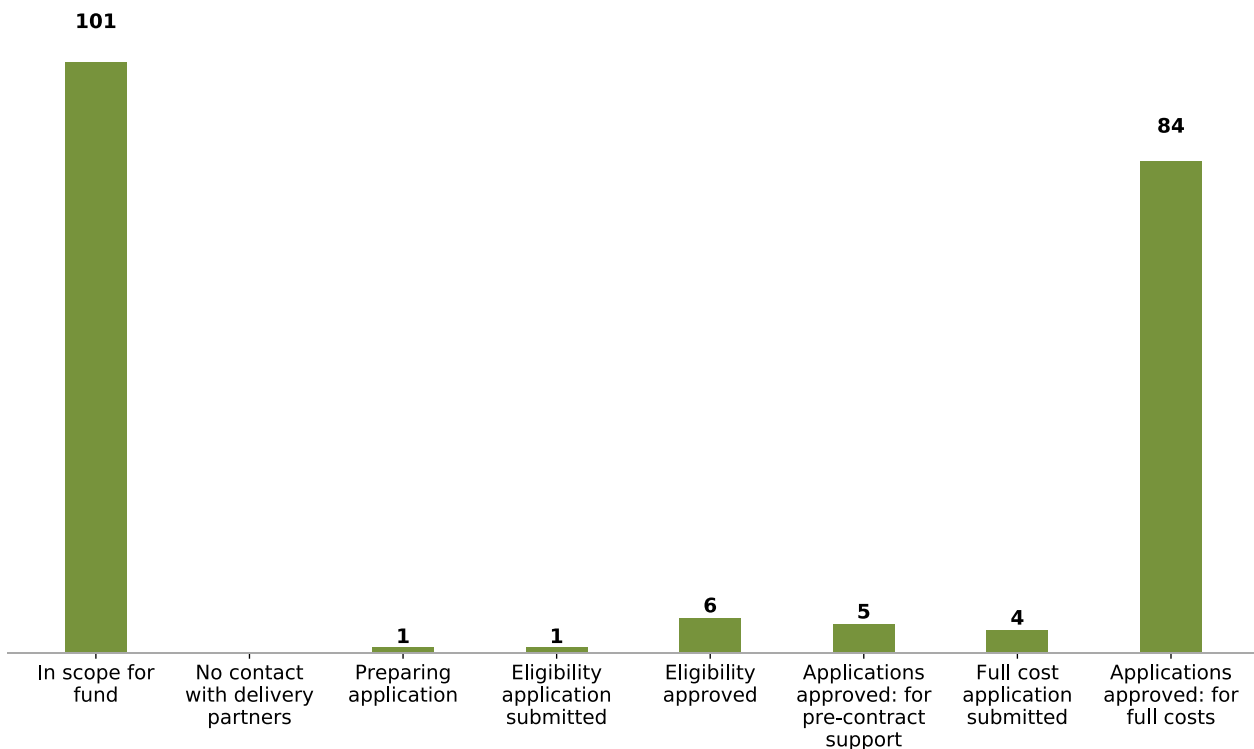 101
84
6
5
4
1
1
In scope for
fund
No contact
with delivery
partners
Preparing
application
Eligibility
application
submitted
Eligibility
approved
Applications
approved: for
pre-contract
support
Full cost
application
submitted
Applications
approved: for
full costs